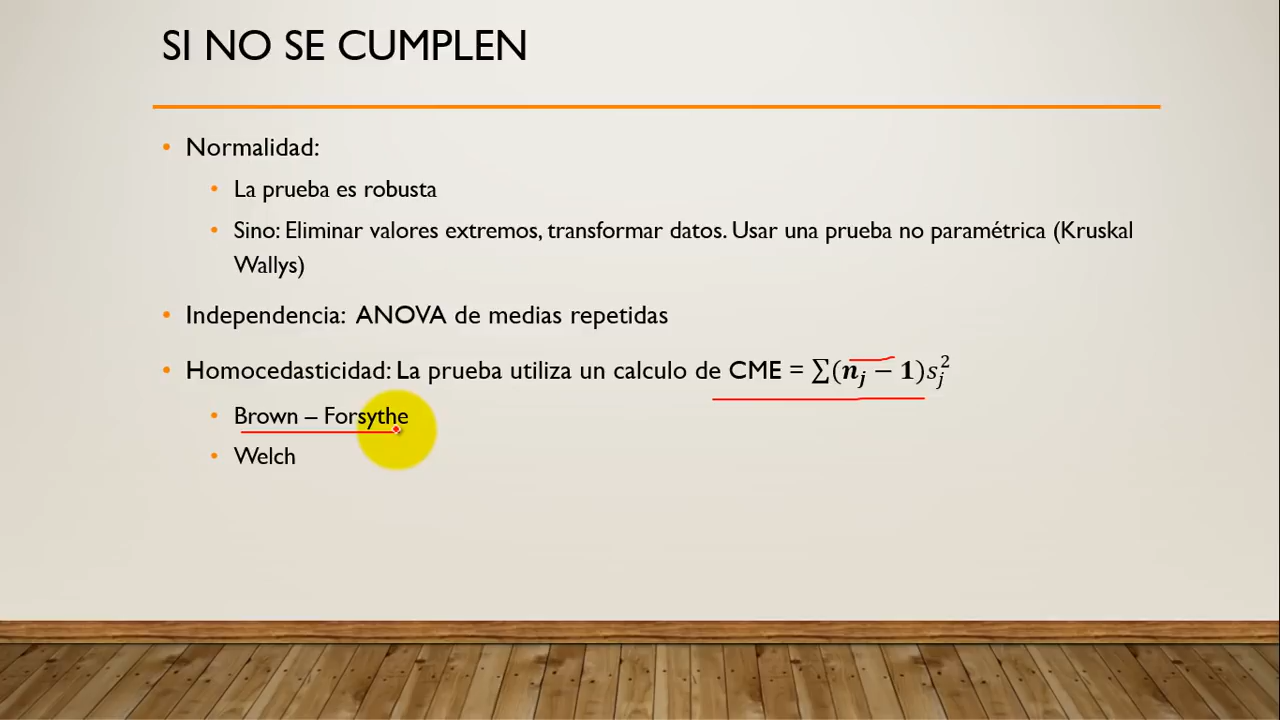 SI NO SE CUMPLEN
• Normalidad:
• La prueba es robusta
• Sino: Eliminar valores extremos, transformar datos. Usar una prueba no paramétrica (Kruskal
Wallys)
• Independencia: ANOVA de medias repetidas
• Homocedasticidad: La prueba utiliza un calculo de CME = ∑(nⱼ − 1)sⱼ²
• Brown – Forsythe
• Welch